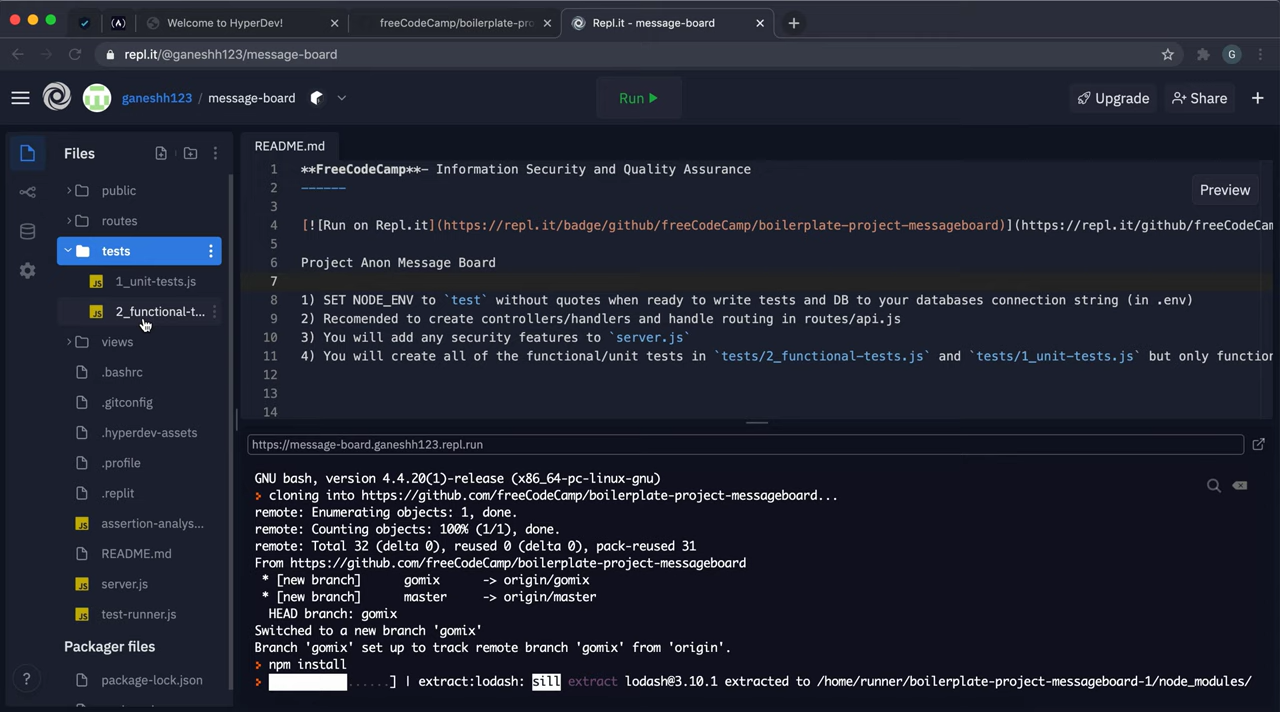 Welcome to HyperDev!
freeCodeCamp/boilerplate-pro
Repl.it - message-board
repl.it/@ganeshh123/message-board
G
ganeshh123 / message-board
Run
Upgrade
Share
Files
public
routes
tests
1_unit-tests.js
2_functional-t...
views
.bashrc
.gitconfig
.hyperdev-assets
.profile
.replit
assertion-analys...
README.md
server.js
test-runner.js
Packager files
package-lock.json
README.md
1 **FreeCodeCamp**- Information Security and Quality Assurance
2 ------
3
4 [![Run on Repl.it](https://repl.it/badge/github/freeCodeCamp/boilerplate-project-messageboard)](https://repl.it/github/freeCodeCam
5
6 Project Anon Message Board
7
8 1) SET NODE_ENV to `test` without quotes when ready to write tests and DB to your databases connection string (in .env)
9 2) Recomended to create controllers/handlers and handle routing in routes/api.js
10 3) You will add any security features to `server.js`
11 4) You will create all of the functional/unit tests in `tests/2_functional-tests.js` and `tests/1_unit-tests.js` but only function
12
13
14
Preview
https://message-board.ganeshh123.repl.run
GNU bash, version 4.4.20(1)-release (x86_64-pc-linux-gnu)
cloning into https://github.com/freeCodeCamp/boilerplate-project-messageboard...
remote: Enumerating objects: 1, done.
remote: Counting objects: 100% (1/1), done.
remote: Total 32 (delta 0), reused 0 (delta 0), pack-reused 31
From https://github.com/freeCodeCamp/boilerplate-project-messageboard
* [new branch] gomix -> origin/gomix
* [new branch] master -> origin/master
HEAD branch: gomix
Switched to a new branch 'gomix'
Branch 'gomix' set up to track remote branch 'gomix' from 'origin'.
npm install
......] | extract:lodash: sill extract lodash@3.10.1 extracted to /home/runner/boilerplate-project-messageboard-1/node_modules/